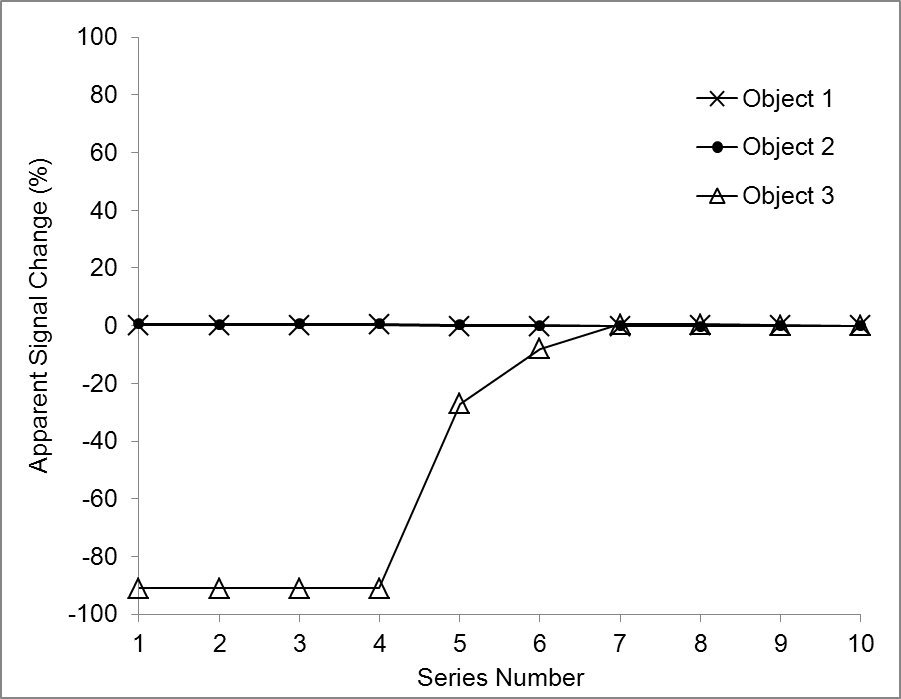 100
80
60
40
20
0
-20
-40
-60
-80
-100
Apparent Signal Change (%)
Object 1
Object 2
Object 3
1 2 3 4 5 6 7 8 9 10
Series Number